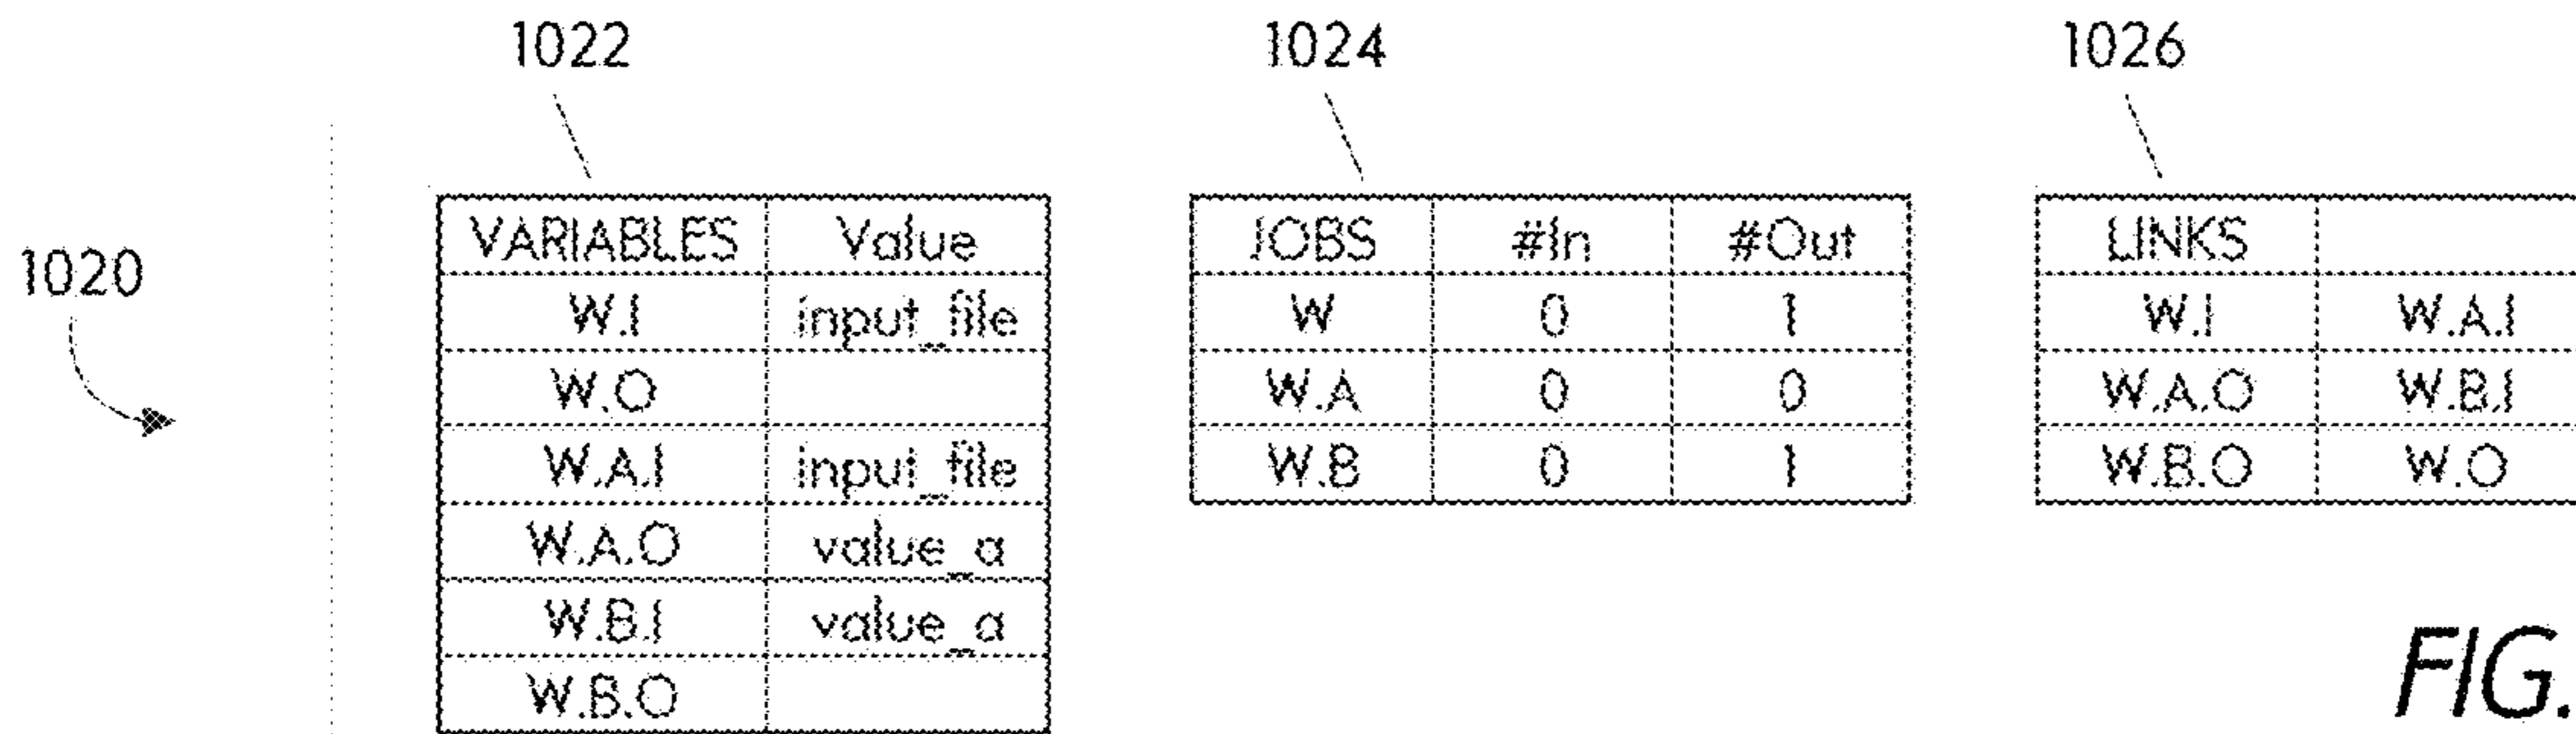 1022 1024 1026
1020
VARIABLES Value
W.I input_file
W.O
W.A.I input_file
W.A.O value_a
W.B.I value_a
W.B.O
JOBS #In #Out
W 0 1
W.A 0 0
W.B 0 1
LINKS
W.I W.A.I
W.A.O W.B.I
W.B.O W.O
FIG.